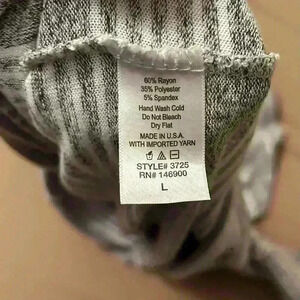 60% Rayon
35% Polyester
5% Spandex
Hand Wash Cold
Do Not Bleach
Dry Flat
MADE IN U.S.A.
WITH IMPORTED YARN
STYLE# 3725
RN# 146900
L